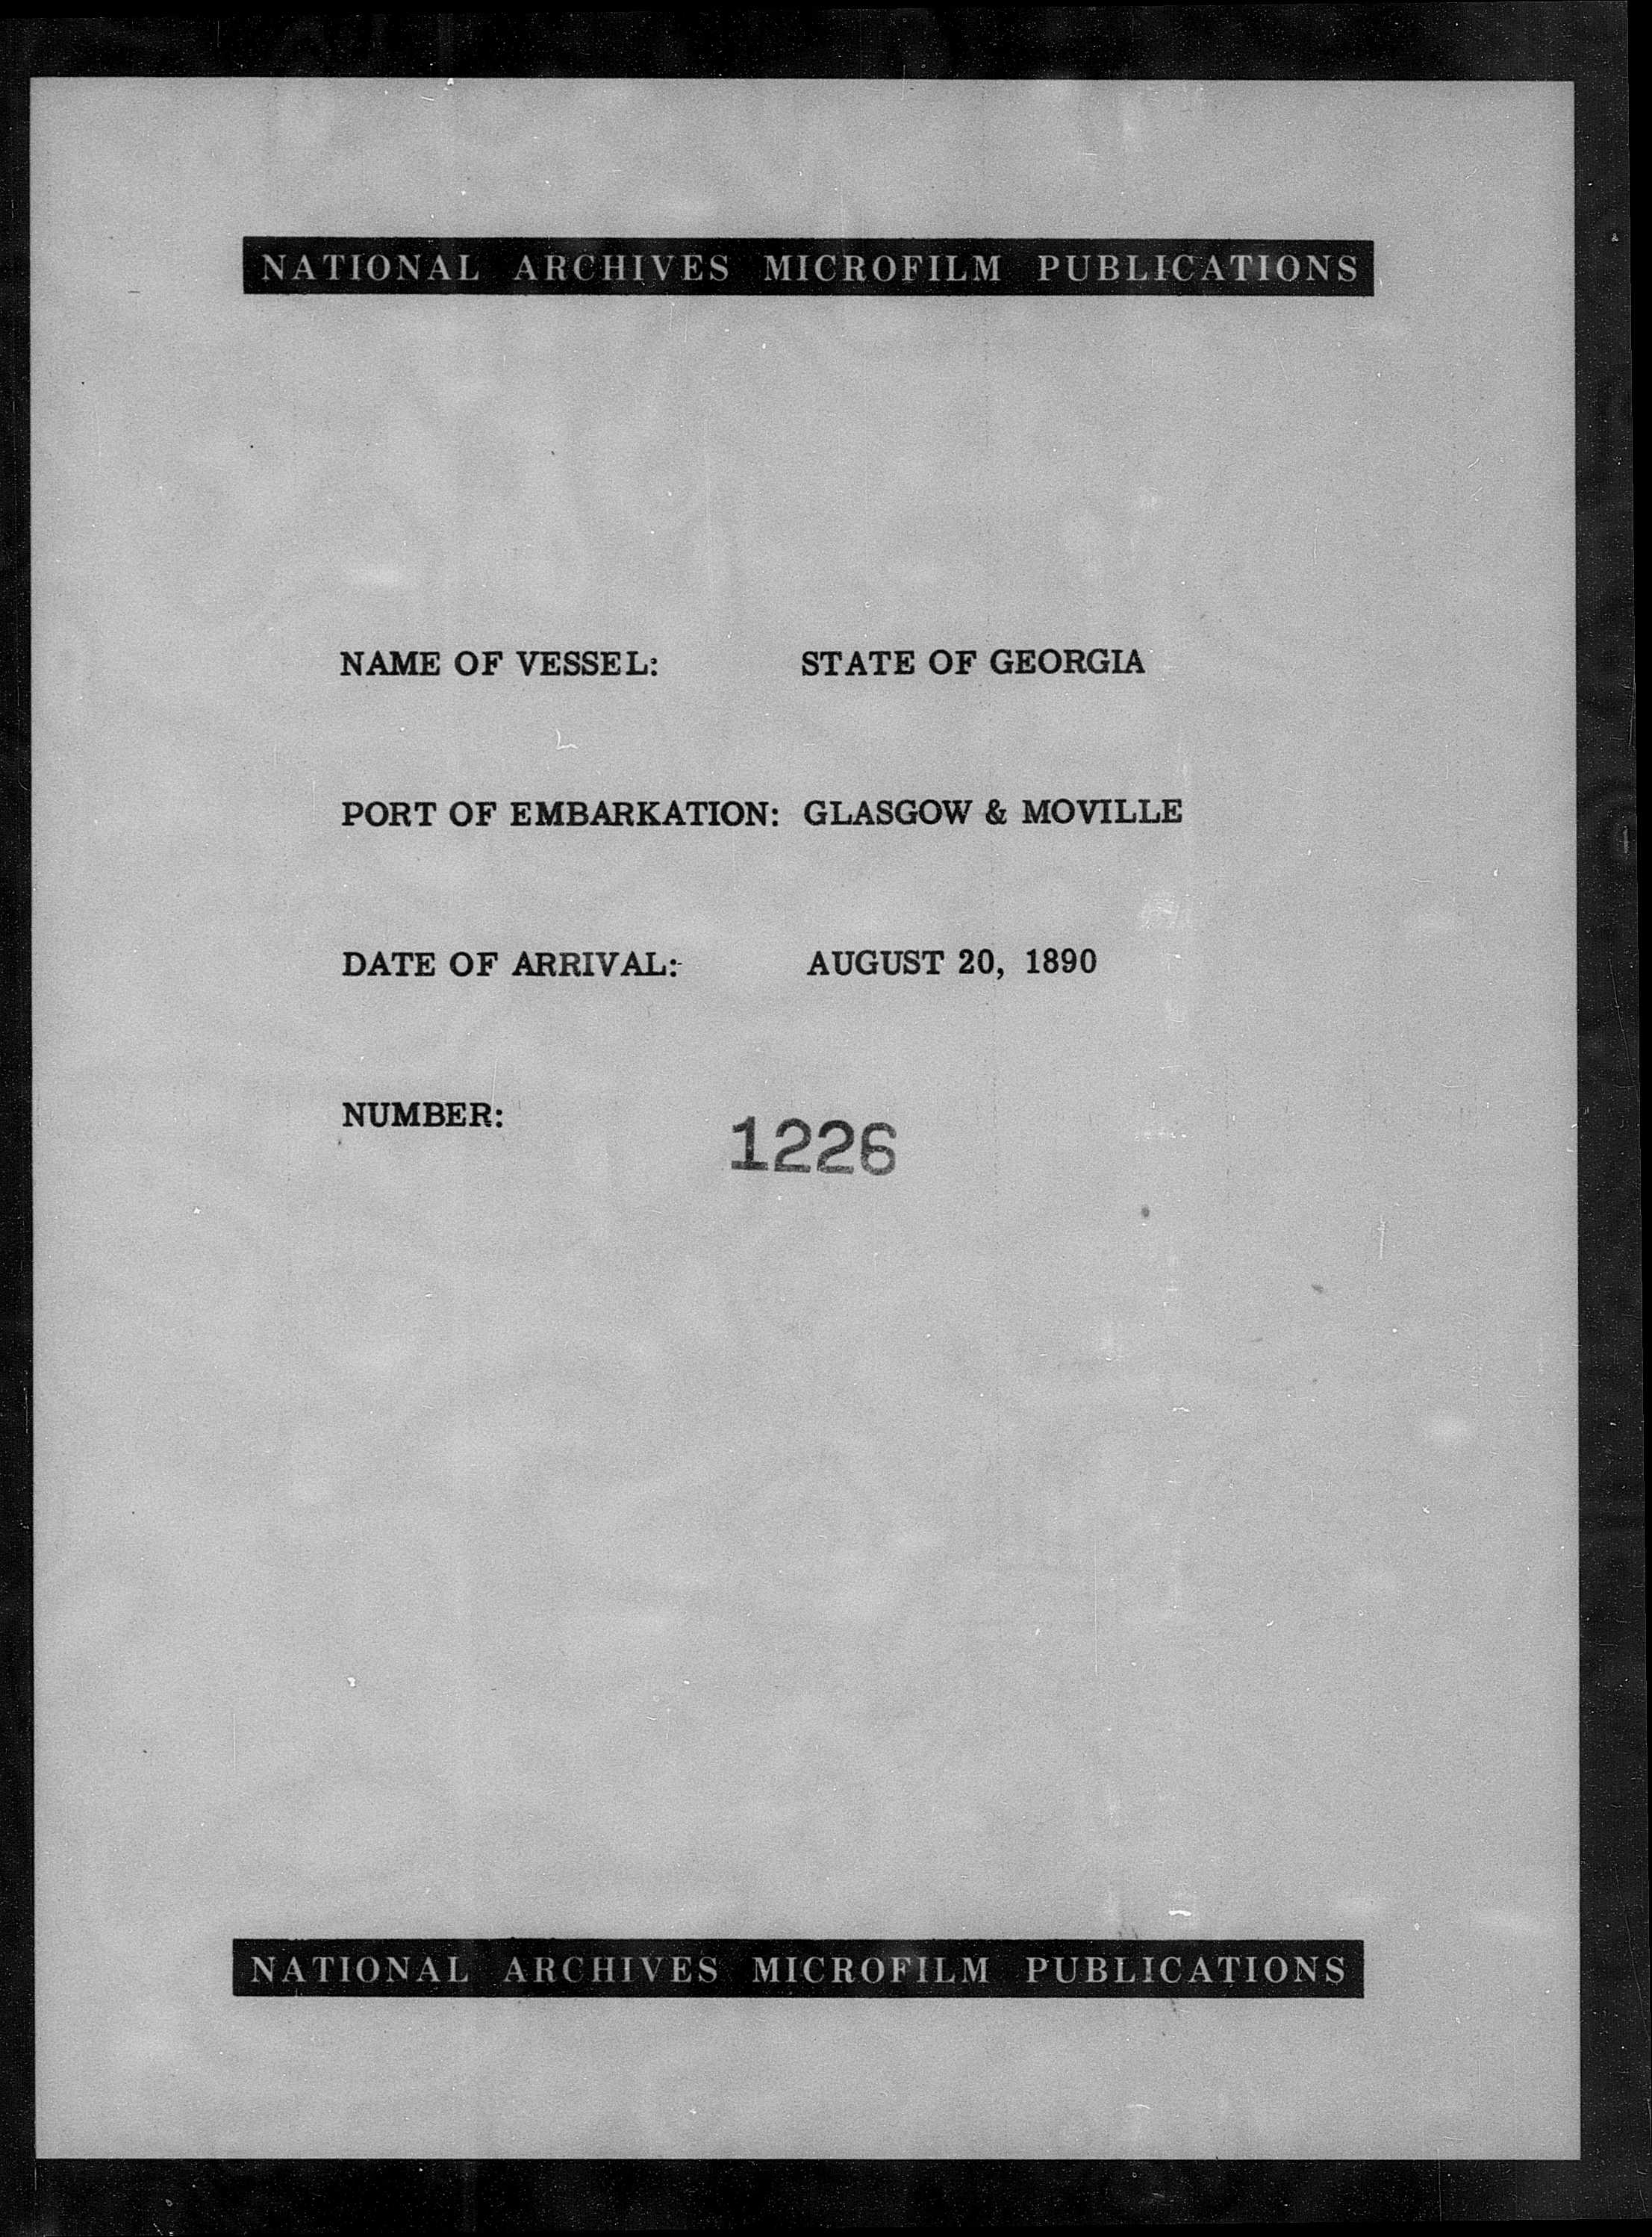 NATIONAL ARCHIVES MICROFILM PUBLICATIONS
NAME OF VESSEL: STATE OF GEORGIA
PORT OF EMBARKATION: GLASGOW & MOVILLE
DATE OF ARRIVAL: AUGUST 20, 1890
NUMBER: 1226
NATIONAL ARCHIVES MICROFILM PUBLICATIONS